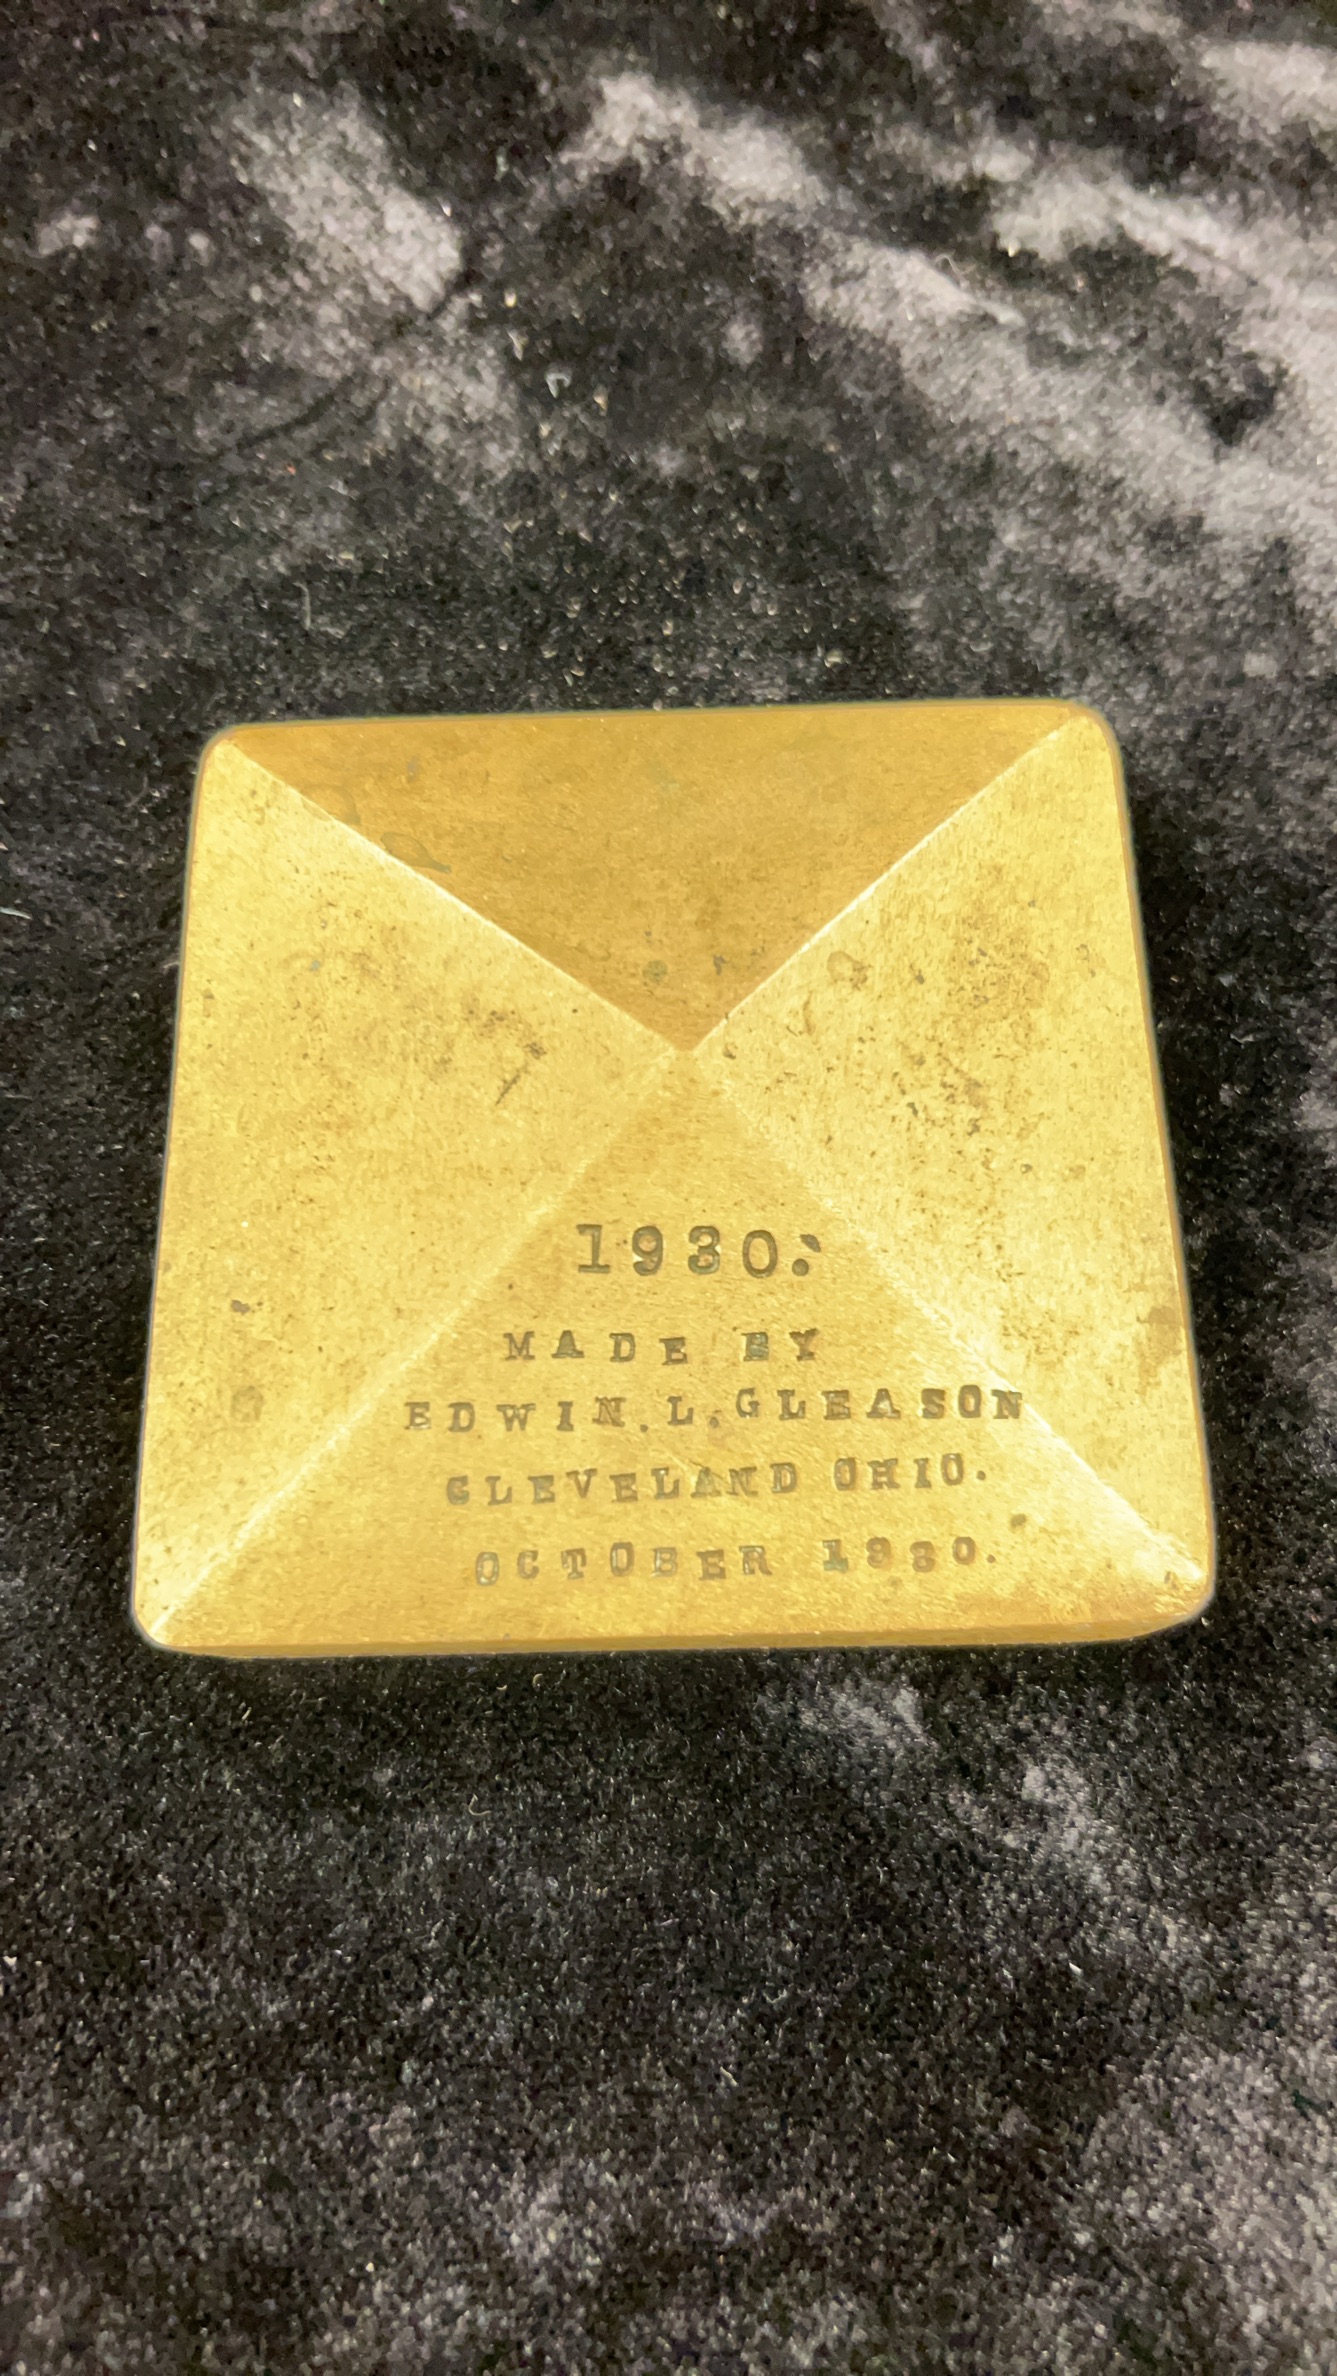 1930.
MADE BY
EDWIN.L.GLEASON
CLEVELAND OHIO.
OCTOBER 1930.